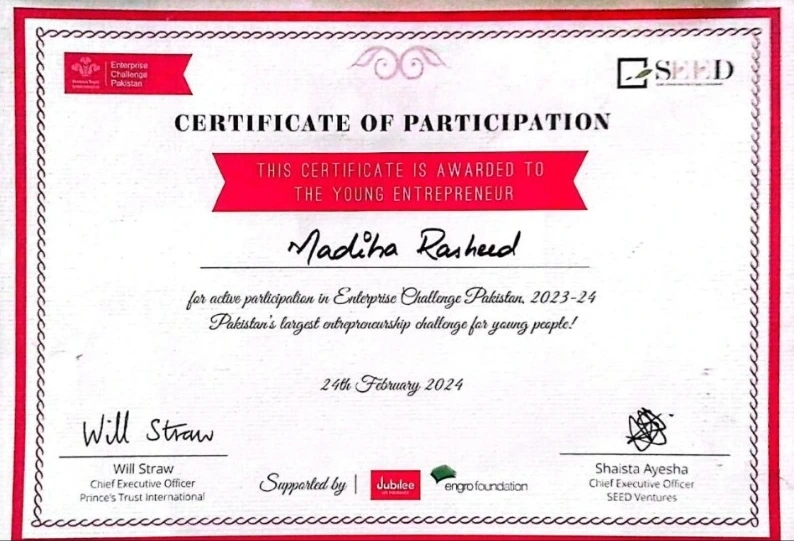 Enterprise
Challenge
Pakistan
SEED
CERTIFICATE OF PARTICIPATION
THIS CERTIFICATE IS AWARDED TO
THE YOUNG ENTREPRENEUR
Madiha Rasheed
for active participation in Enterprise Challenge Pakistan, 2023-24
Pakistan's largest entrepreneurship challenge for young people!
24th February 2024
Will Straw
Will Straw
Chief Executive Officer
Prince's Trust International
Supported by
Jubilee
engro foundation
Shaista Ayesha
Chief Executive Officer
SEED Ventures